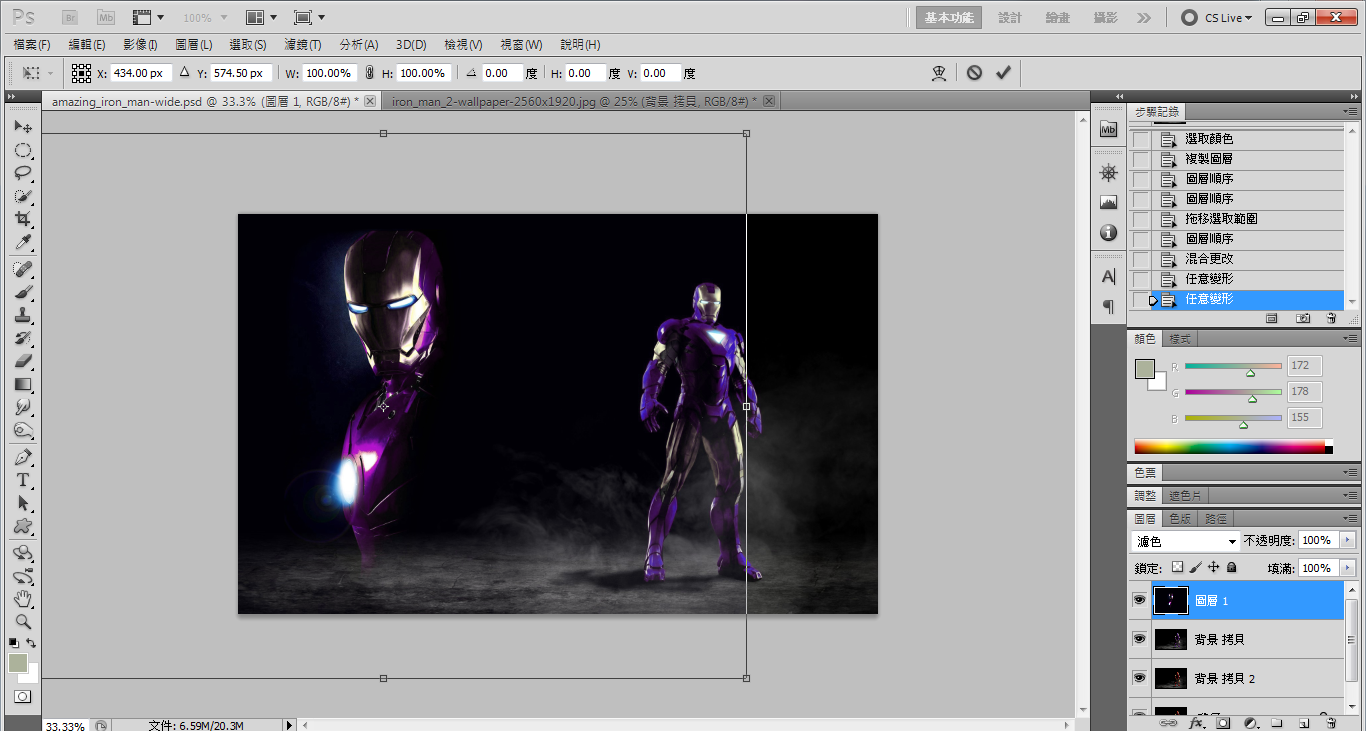 Ps Br Mb 100% 基本功能 設計 繪畫 攝影 CS Live
檔案(F) 編輯(E) 影像(I) 圖層(L) 選取(S) 濾鏡(T) 分析(A) 3D(D) 檢視(V) 視窗(W) 說明(H)
X: 434.00 px Y: 574.50 px W: 100.00% H: 100.00% 0.00 度 H: 0.00 度 V: 0.00 度
amazing_iron_man-wide.psd @ 33.3% (圖層 1, RGB/8#) * iron_man_2-wallpaper-2560x1920.jpg @ 25% (背景 拷貝, RGB/8#) *
步驟記錄
Mb
選取顏色
複製圖層
圖層順序
圖層順序
拖移選取範圍
圖層順序
混合更改
任意變形
任意變形
顏色 樣式
R 172
G 178
B 155
色票
調整 遮色片
圖層 色版 路徑
濾色 不透明度: 100%
鎖定: 填滿: 100%
圖層 1
背景 拷貝
背景 拷貝 2
33.33% 文件: 6.59M/20.3M